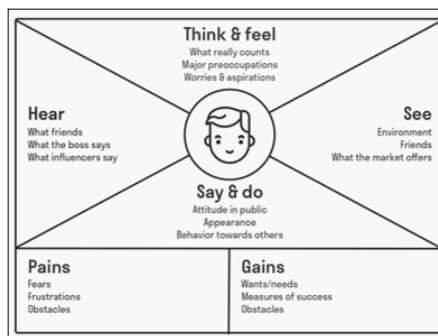 Think & feel
What really counts
Major preoccupations
Worries & aspirations
Hear
What friends
What the boss says
What influencers say
See
Environment
Friends
What the market offers
Say & do
Attitude in public
Appearance
Behavior towards others
Pains
Fears
Frustrations
Obstacles
Gains
Wants/needs
Measures of success
Obstacles